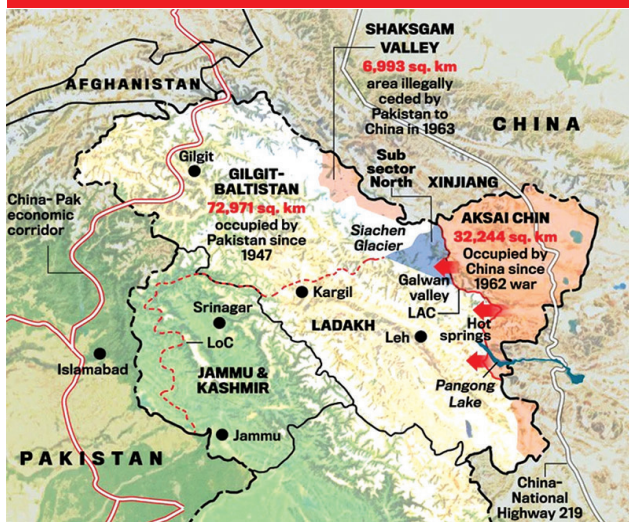 SHAKSGAM
VALLEY
6,993 sq. km
area illegally
ceded by
Pakistan to
China in 1963
AFGHANISTAN
CHINA
Gilgit
Sub
sector
North
XINJIANG
GILGIT-
BALTISTAN
72,971 sq. km
occupied by
Pakistan since
1947
China- Pak
economic
corridor
Siachen
Glacier
AKSAI CHIN
32,244 sq. km
Occupied by
China since
1962 war
Galwan
valley
LAC
Kargil
Srinagar
LoC
LADAKH
Leh
Hot
springs
Islamabad
JAMMU &
KASHMIR
Pangong
Lake
Jammu
PAKISTAN
China-
National
Highway 219